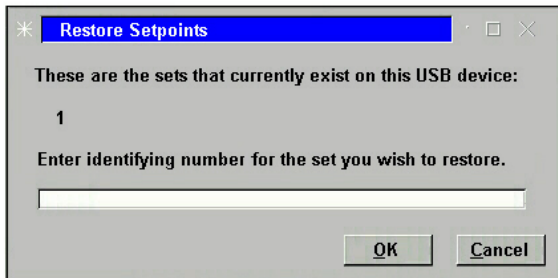 Restore Setpoints
These are the sets that currently exist on this USB device:
1
Enter identifying number for the set you wish to restore.
OK
Cancel